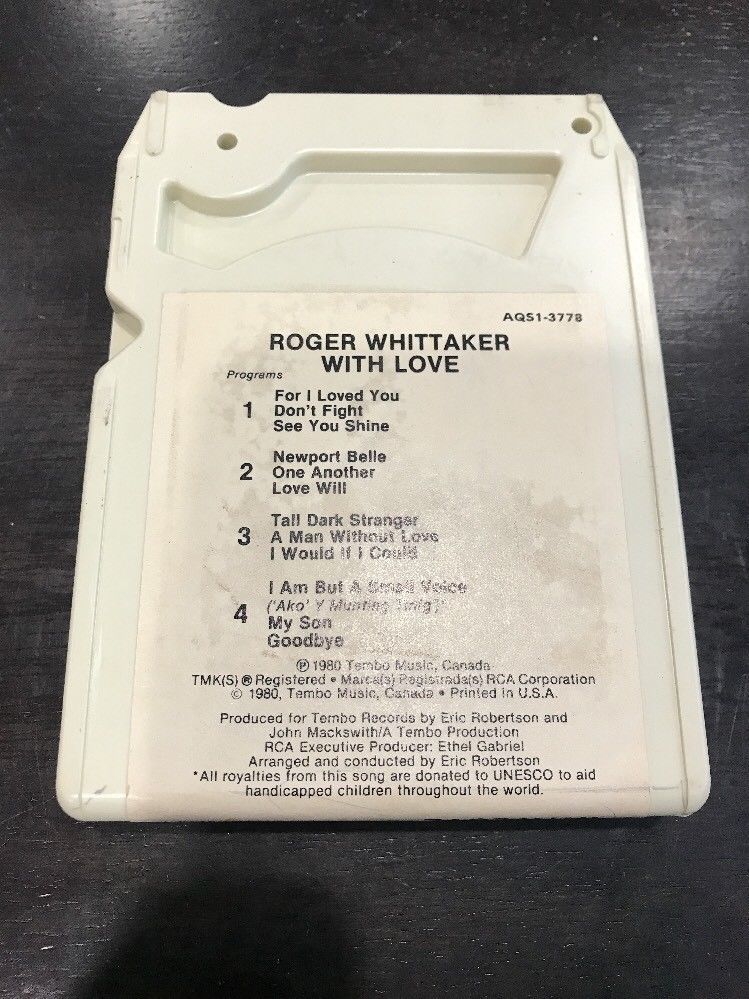 AQS1-3778
ROGER WHITTAKER
WITH LOVE
Programs
1 For I Loved You
Don't Fight
See You Shine
2 Newport Belle
One Another
Love Will
3 Tall Dark Stranger
A Man Without Love
I Would If I Could
4 I Am But A Small Voice
('Ako' Y Munting Tinig)*
My Son
Goodbye
℗ 1980 Tembo Music, Canada
TMK(S) ® Registered • Marca(s) Registrada(s) RCA Corporation
© 1980, Tembo Music, Canada • Printed in U.S.A.
Produced for Tembo Records by Eric Robertson and
John Mackswith/A Tembo Production
RCA Executive Producer: Ethel Gabriel
Arranged and conducted by Eric Robertson
*All royalties from this song are donated to UNESCO to aid
handicapped children throughout the world.